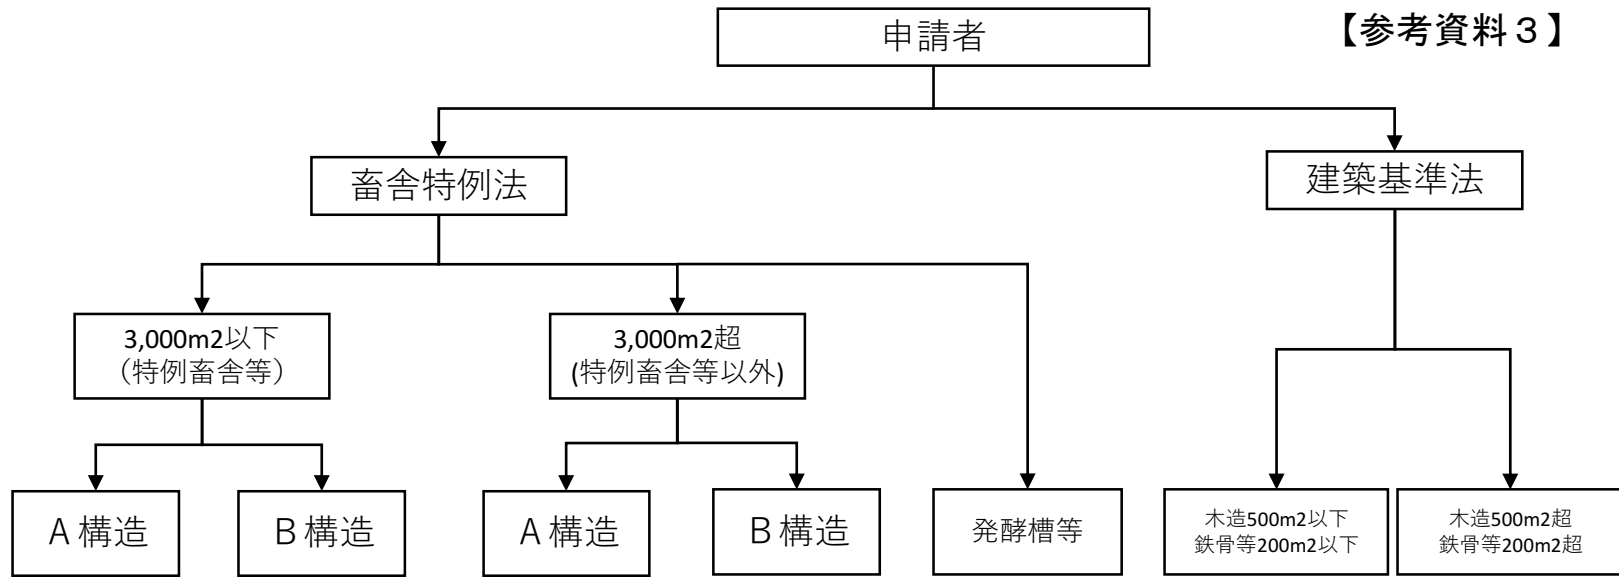 申請者
【参考資料３】
畜舎特例法
建築基準法
3,000m2以下
（特例畜舎等）
3,000m2超
(特例畜舎等以外)
Ａ構造
Ｂ構造
Ａ構造
Ｂ構造
発酵槽等
木造500m2以下
鉄骨等200m2以下
木造500m2超
鉄骨等200m2超